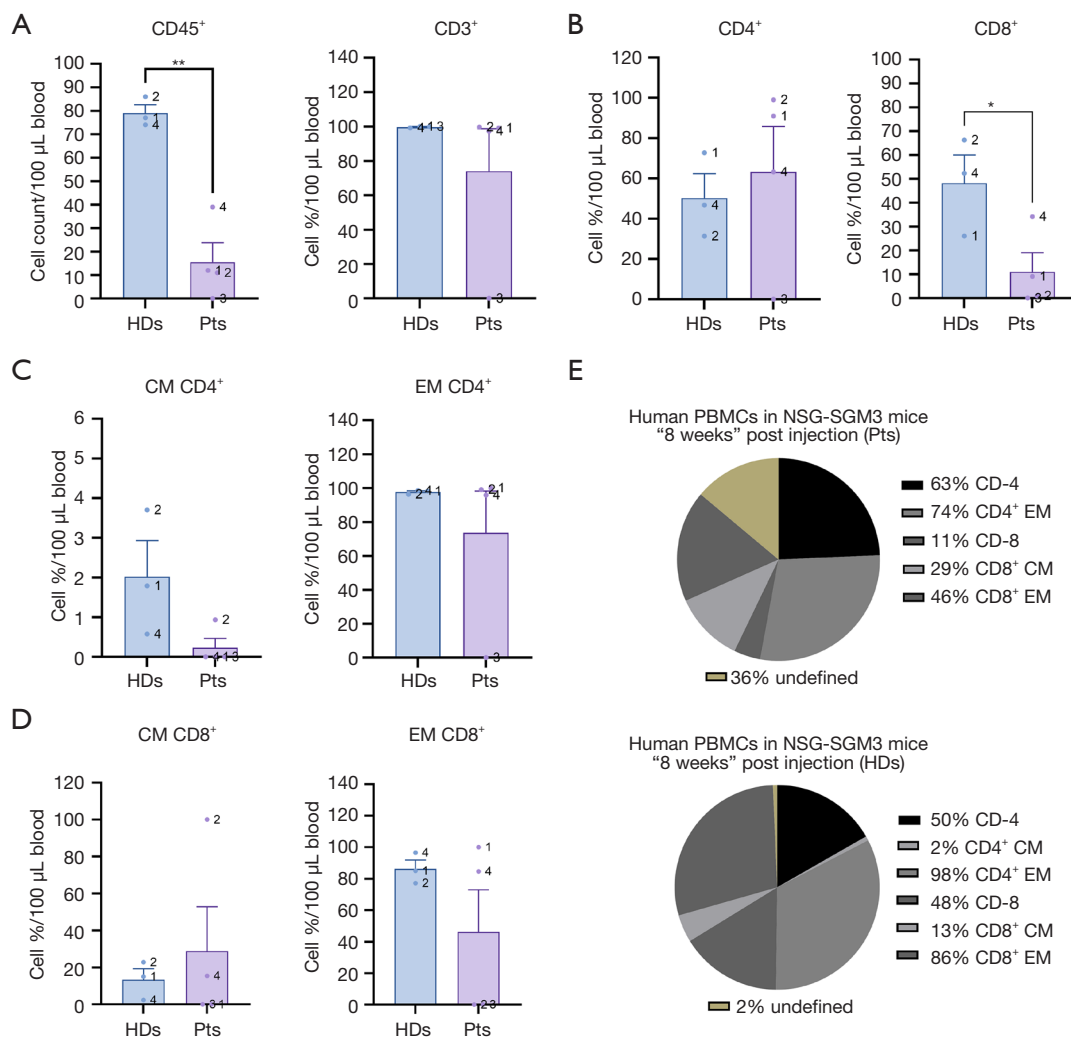 A
CD45+
**
Cell count/100 µL blood
100
90
80
70
60
50
40
30
20
10
0
2
1
4
4
1
2
3
HDs
Pts
CD3+
Cell %/100 µL blood
140
120
100
80
60
40
20
0
4 1 3
2 1
4
3
HDs
Pts
B
CD4+
Cell %/100 µL blood
120
100
80
60
40
20
0
1
4
2
2
1
4
3
HDs
Pts
CD8+
*
Cell %/100 µL blood
100
90
80
70
60
50
40
30
20
10
0
2
4
1
4
1
3 2
HDs
Pts
C
CM CD4+
Cell %/100 µL blood
6
5
4
3
2
1
0
2
1
4
2
4 1 3
HDs
Pts
EM CD4+
Cell %/100 µL blood
140
120
100
80
60
40
20
0
2 4 1
2 1
4
3
HDs
Pts
D
CM CD8+
Cell %/100 µL blood
120
100
80
60
40
20
0
2
1
4
2
4
3 1
HDs
Pts
EM CD8+
Cell %/100 µL blood
140
120
100
80
60
40
20
0
4
1
2
1
4
2 3
HDs
Pts
E
Human PBMCs in NSG-SGM3 mice
“8 weeks” post injection (Pts)
63% CD-4
74% CD4+ EM
11% CD-8
29% CD8+ CM
46% CD8+ EM
36% undefined
Human PBMCs in NSG-SGM3 mice
“8 weeks” post injection (HDs)
50% CD-4
2% CD4+ CM
98% CD4+ EM
48% CD-8
13% CD8+ CM
86% CD8+ EM
2% undefined